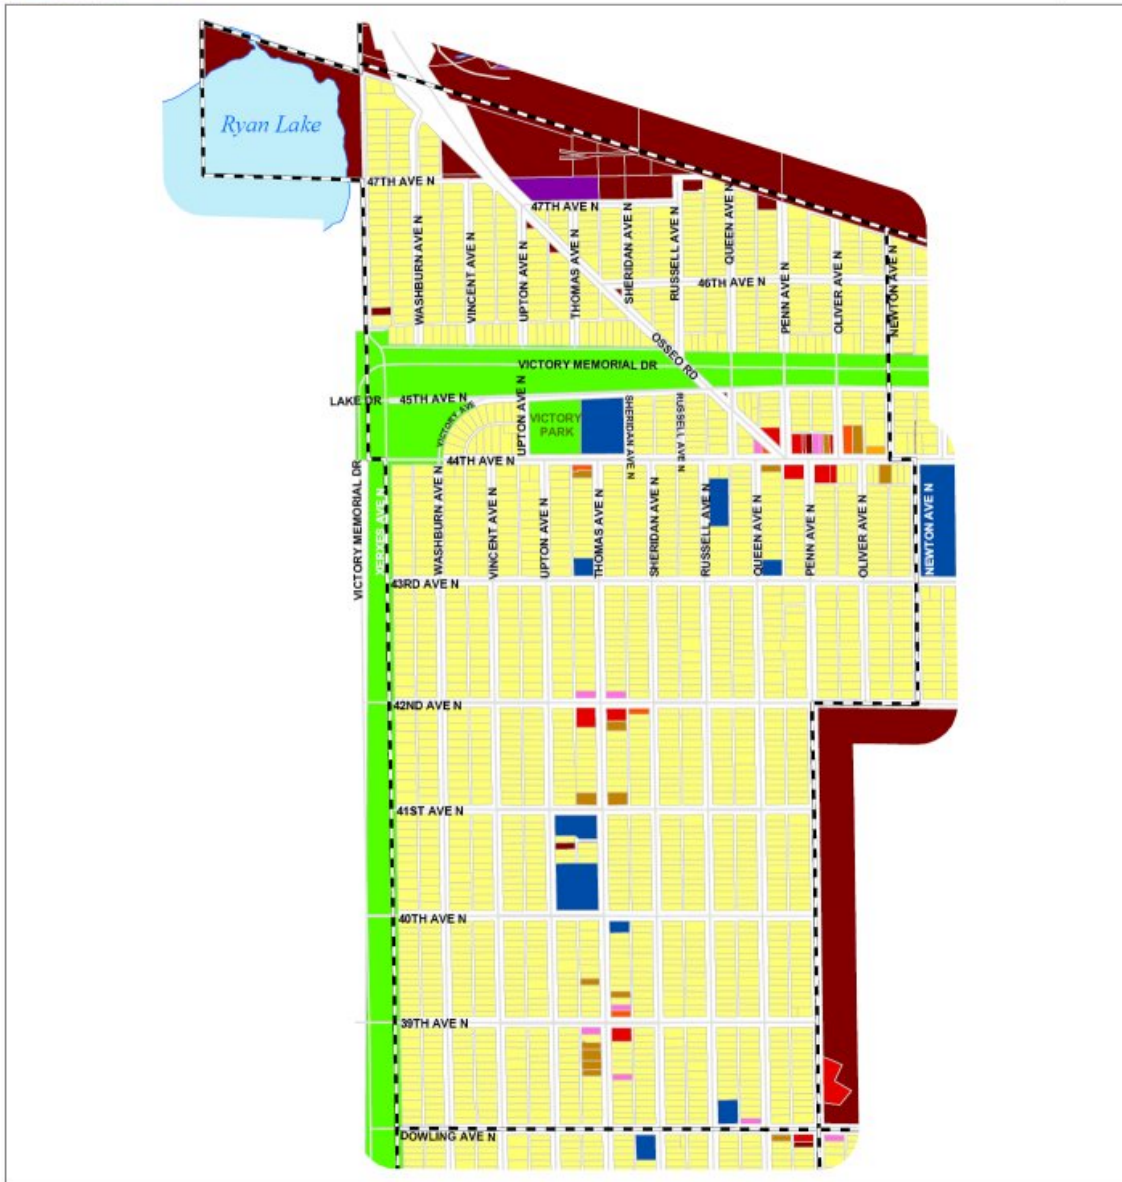 Ryan Lake
47TH AVE N
47TH AVE N
WASHBURN AVE N
VINCENT AVE N
UPTON AVE N
THOMAS AVE N
SHERIDAN AVE N
RUSSELL AVE N
QUEEN AVE N
PENN AVE N
OLIVER AVE N
NEWTON AVE N
46TH AVE N
OSSEO RD
VICTORY MEMORIAL DR
LAKE DR
45TH AVE N
VICTORY AVE
UPTON AVE N
VICTORY
PARK
SHERIDAN AVE N
RUSSELL AVE N
44TH AVE N
VICTORY MEMORIAL DR
XERXES AVE N
WASHBURN AVE N
VINCENT AVE N
UPTON AVE N
THOMAS AVE N
SHERIDAN AVE N
RUSSELL AVE N
QUEEN AVE N
PENN AVE N
OLIVER AVE N
NEWTON AVE N
43RD AVE N
42ND AVE N
41ST AVE N
40TH AVE N
39TH AVE N
DOWLING AVE N